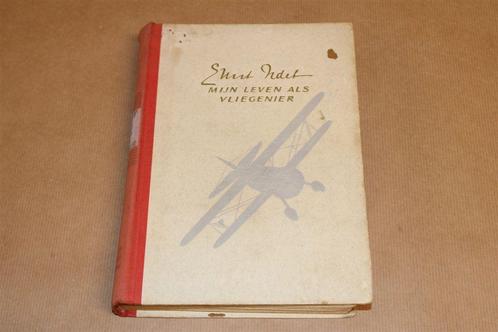 Ernst Udet
MIJN LEVEN ALS
VLIEGENIER